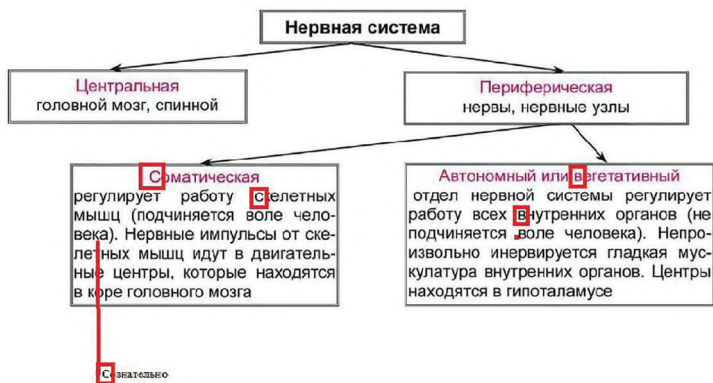 Нервная система
Центральная
головной мозг, спинной
Периферическая
нервы, нервные узлы
Соматическая
регулирует работу скелетных
мышц (подчиняется воле чело-
века). Нервные импульсы от ске-
летных мышц идут в двигатель-
ные центры, которые находятся
в коре головного мозга
Автономный или вегетативный
отдел нервной системы регулирует
работу всех внутренних органов (не
подчиняется воле человека). Непро-
извольно инервируется гладкая мус-
кулатура внутренних органов. Центры
находятся в гипоталамусе
Сознательно